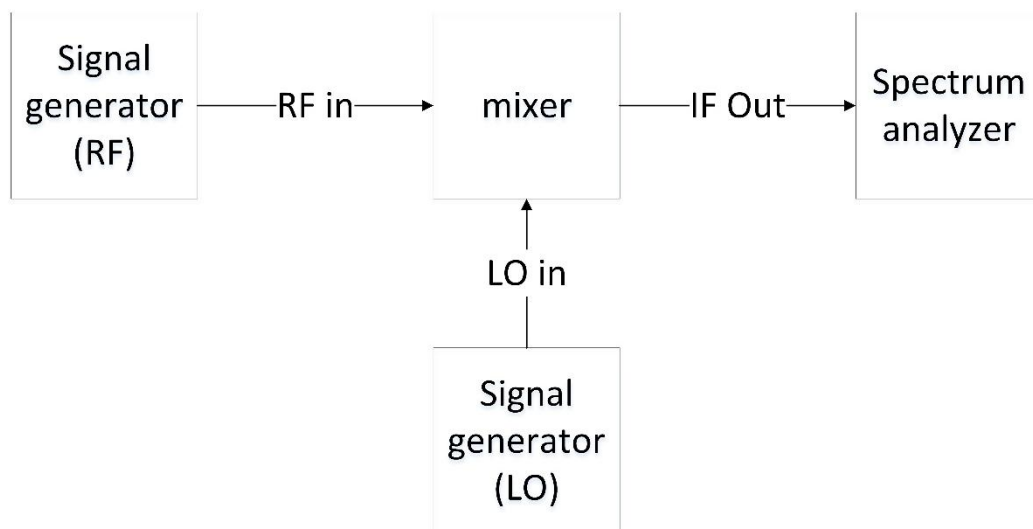 Signal
generator
(RF)
RF in
mixer
IF Out
Spectrum
analyzer
LO in
Signal
generator
(LO)